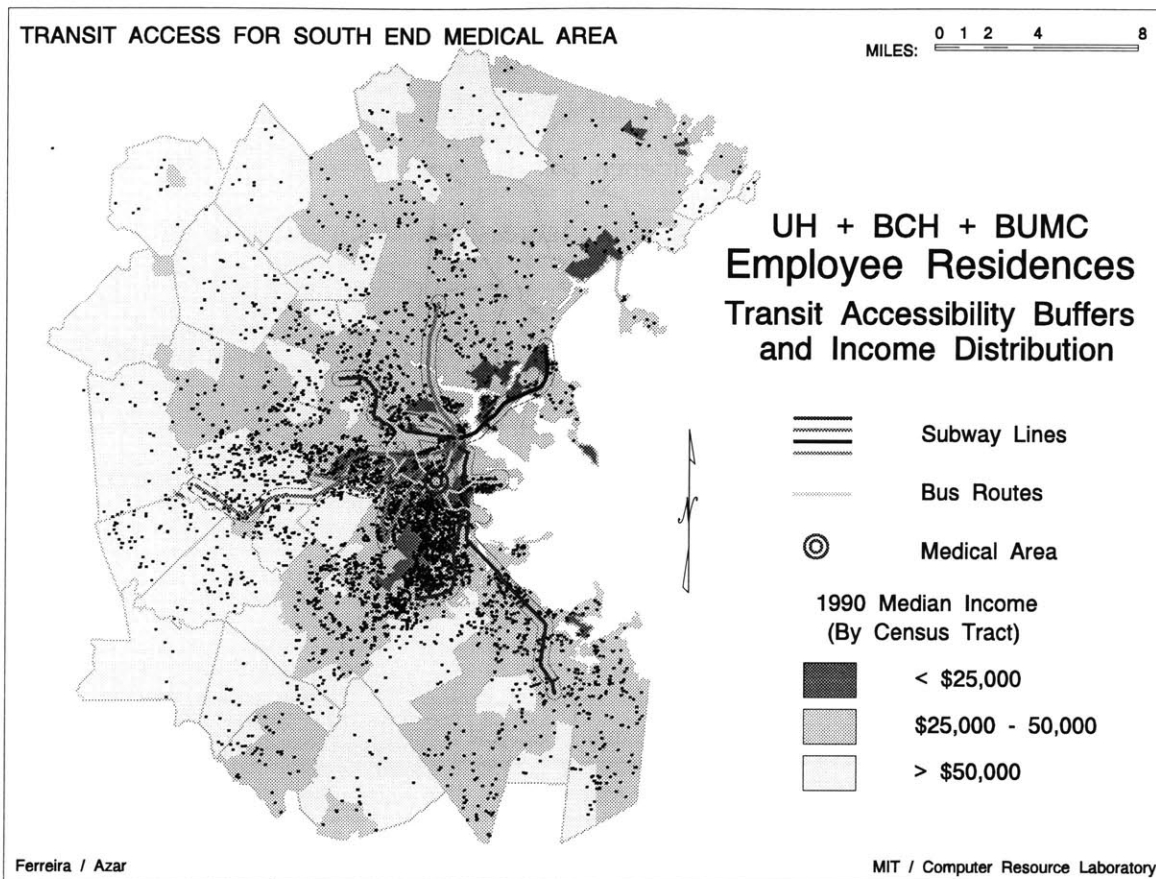 TRANSIT ACCESS FOR SOUTH END MEDICAL AREA
MILES:
0 1 2 4 8
UH + BCH + BUMC
Employee Residences
Transit Accessibility Buffers
and Income Distribution
Subway Lines
Bus Routes
Medical Area
N
1990 Median Income
(By Census Tract)
< $25,000
$25,000 - 50,000
> $50,000
Ferreira / Azar
MIT / Computer Resource Laboratory